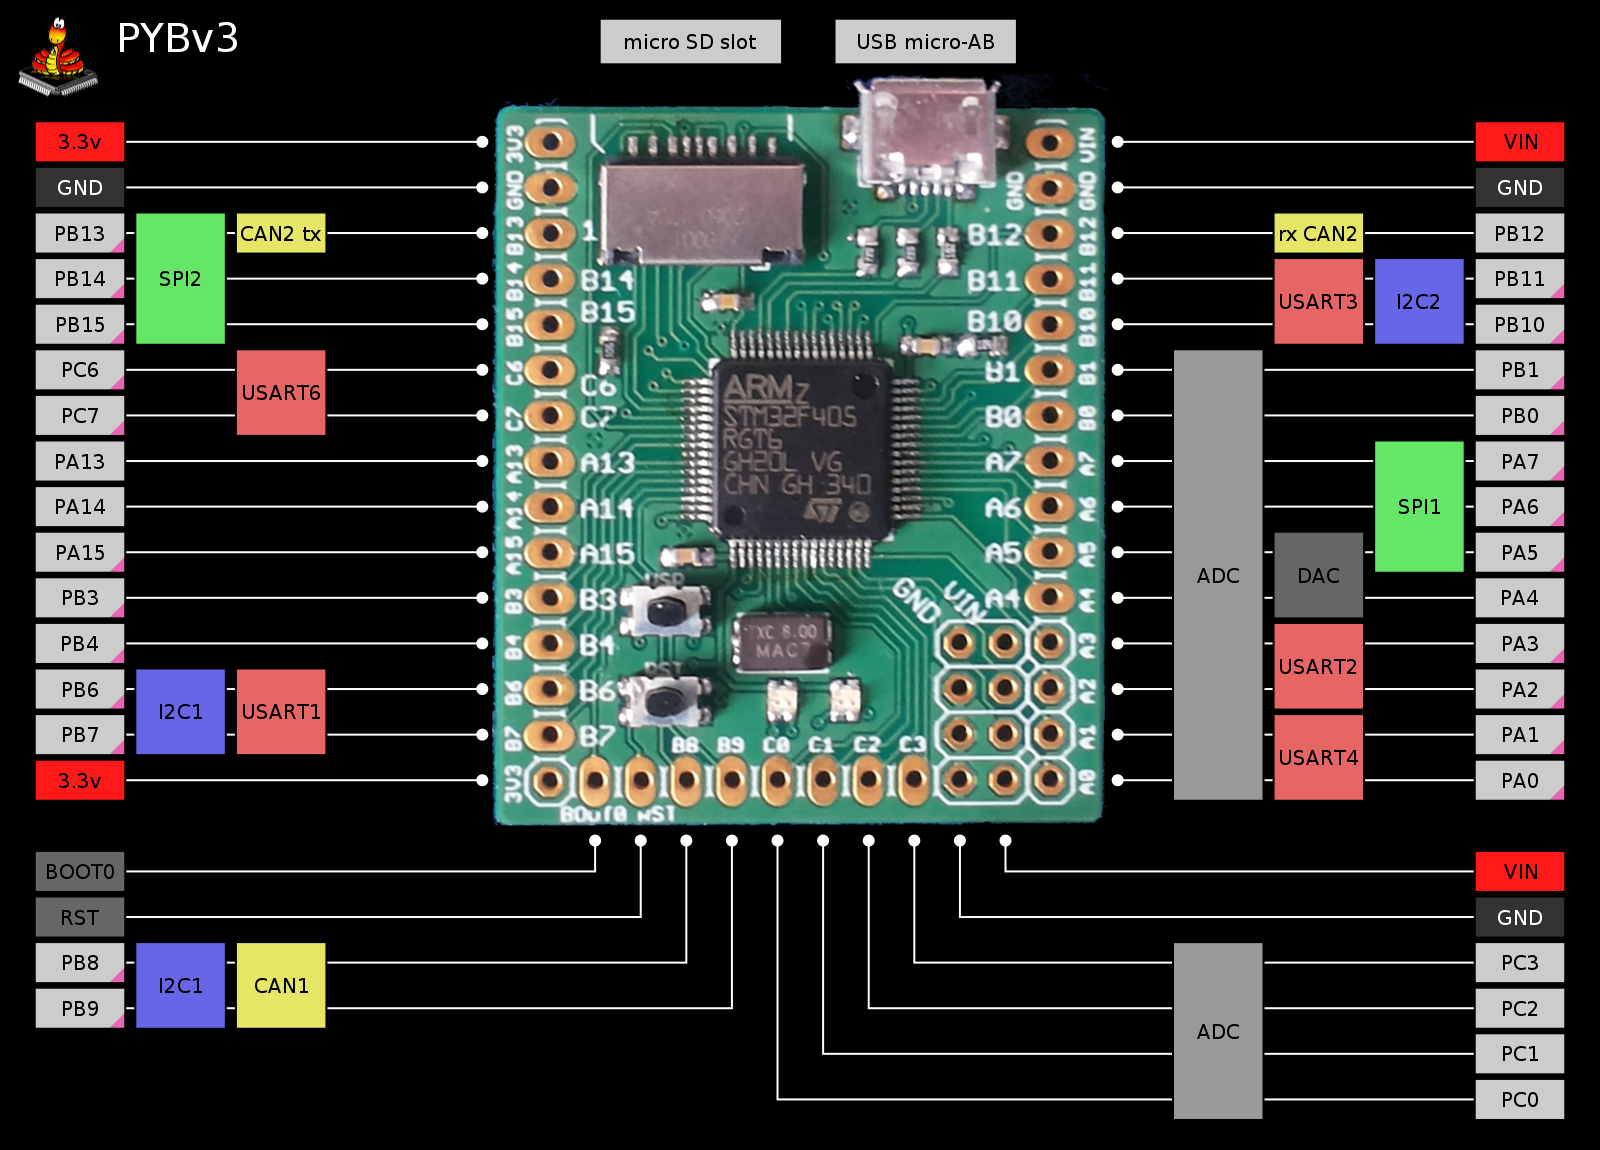 PYBv3
micro SD slot
USB micro-AB
3.3v
GND
PB13
PB14
PB15
PC6
PC7
PA13
PA14
PA15
PB3
PB4
PB6
PB7
3.3v
BOOT0
RST
PB8
PB9
SPI2
CAN2 tx
USART6
I2C1
USART1
I2C1
CAN1
3V3
GND
B13
B14
B15
C6
C7
A13
A14
A15
B3
B4
B6
B7
3V3
1
B14
B15
C6
C7
A13
A14
A15
B3
B4
B6
B7
USR
RST
ARM
STM32F405
RGT6
GH20L VG
CHN GH 340
ST
TXC 8.00
MAC7
B8 B9 C0 C1 C2 C3
BOOT0 RST
GND
VIN
B12
B11
B10
B1
B0
A7
A6
A5
A4
VIN
GND
GND
B12
B11
B10
B1
B0
A7
A6
A5
A4
A3
A2
A1
A0
rx CAN2
USART3
I2C2
ADC
SPI1
DAC
USART2
USART4
ADC
VIN
GND
PB12
PB11
PB10
PB1
PB0
PA7
PA6
PA5
PA4
PA3
PA2
PA1
PA0
VIN
GND
PC3
PC2
PC1
PC0